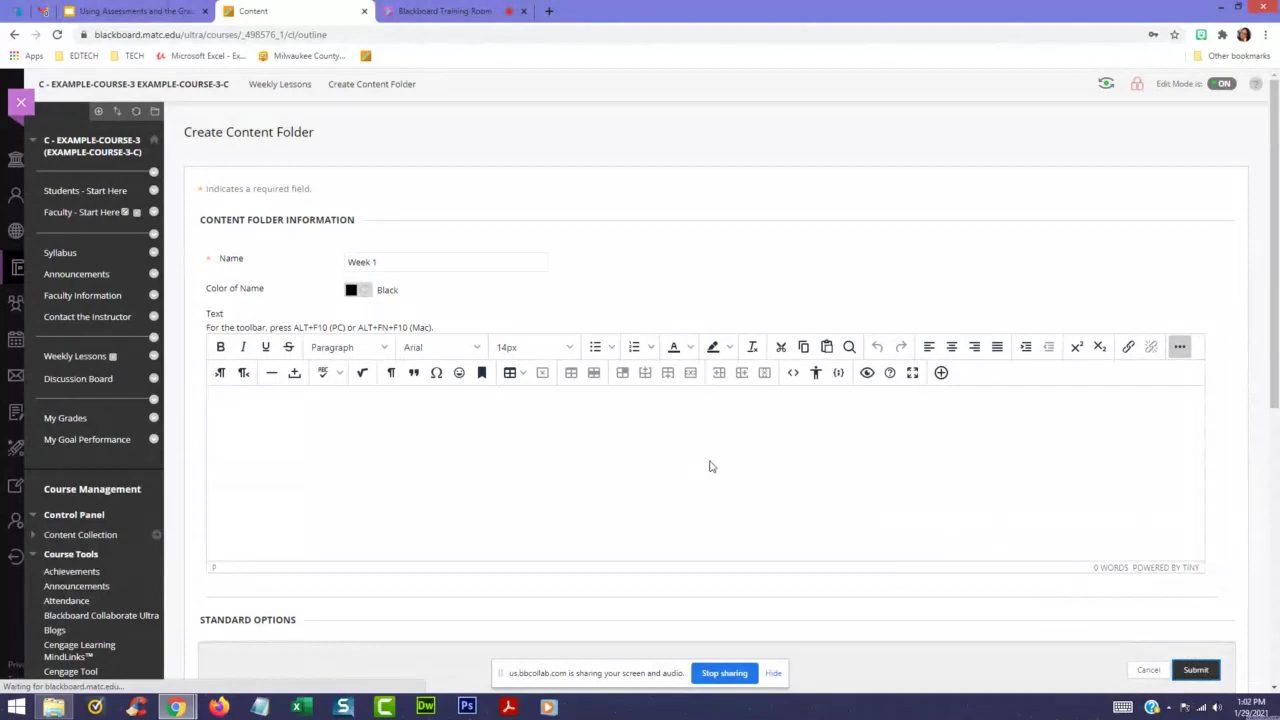 Using Assessments and the Gra
Content
Blackboard Training Room
blackboard.matc.edu/ultra/courses/_498576_1/cl/outline
Apps
EDTECH
TECH
Microsoft Excel - Ex...
Milwaukee County...
Other bookmarks
C - EXAMPLE-COURSE-3 EXAMPLE-COURSE-3-C
Weekly Lessons
Create Content Folder
Edit Mode is:
ON
?
C - EXAMPLE-COURSE-3
(EXAMPLE-COURSE-3-C)
Students - Start Here
Faculty - Start Here
Syllabus
Announcements
Faculty Information
Contact the Instructor
Weekly Lessons
Discussion Board
My Grades
My Goal Performance
Course Management
Control Panel
Content Collection
Course Tools
Achievements
Announcements
Attendance
Blackboard Collaborate Ultra
Blogs
Cengage Learning
MindLinks™
Cengage Tool
Create Content Folder
* Indicates a required field.
CONTENT FOLDER INFORMATION
* Name
Week 1
Color of Name
Black
Text
For the toolbar, press ALT+F10 (PC) or ALT+FN+F10 (Mac).
Paragraph
Arial
14px
P
0 WORDS POWERED BY TINY
STANDARD OPTIONS
Cancel
Submit
us.bbcollab.com is sharing your screen and audio.
Stop sharing
Hide
Waiting for blackboard.matc.edu...
1:02 PM
1/29/2021